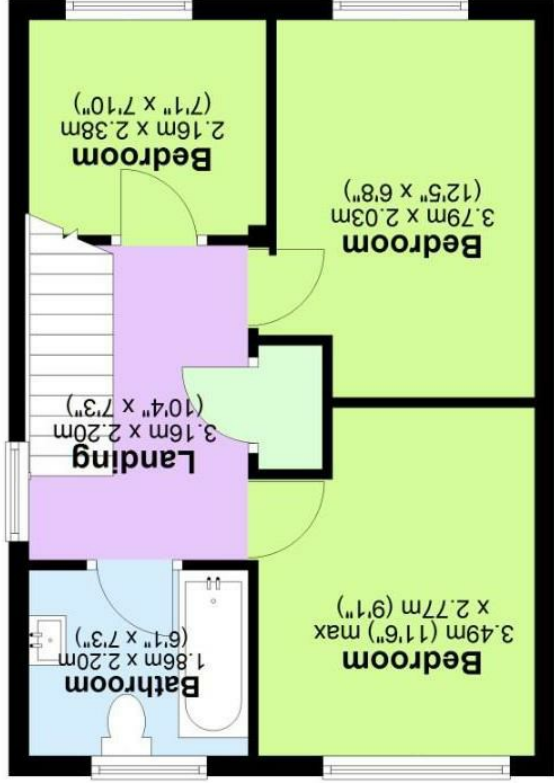 Bathroom
1.86m x 2.20m
(6'1" x 7'3")
Bedroom
3.49m (11'6") max
x 2.77m (9'1")
Landing
3.16m x 2.20m
(10'4" x 7'3")
Bedroom
3.79m x 2.03m
(12'5" x 6'8")
Bedroom
2.16m x 2.38m
(7'1" x 7'10")